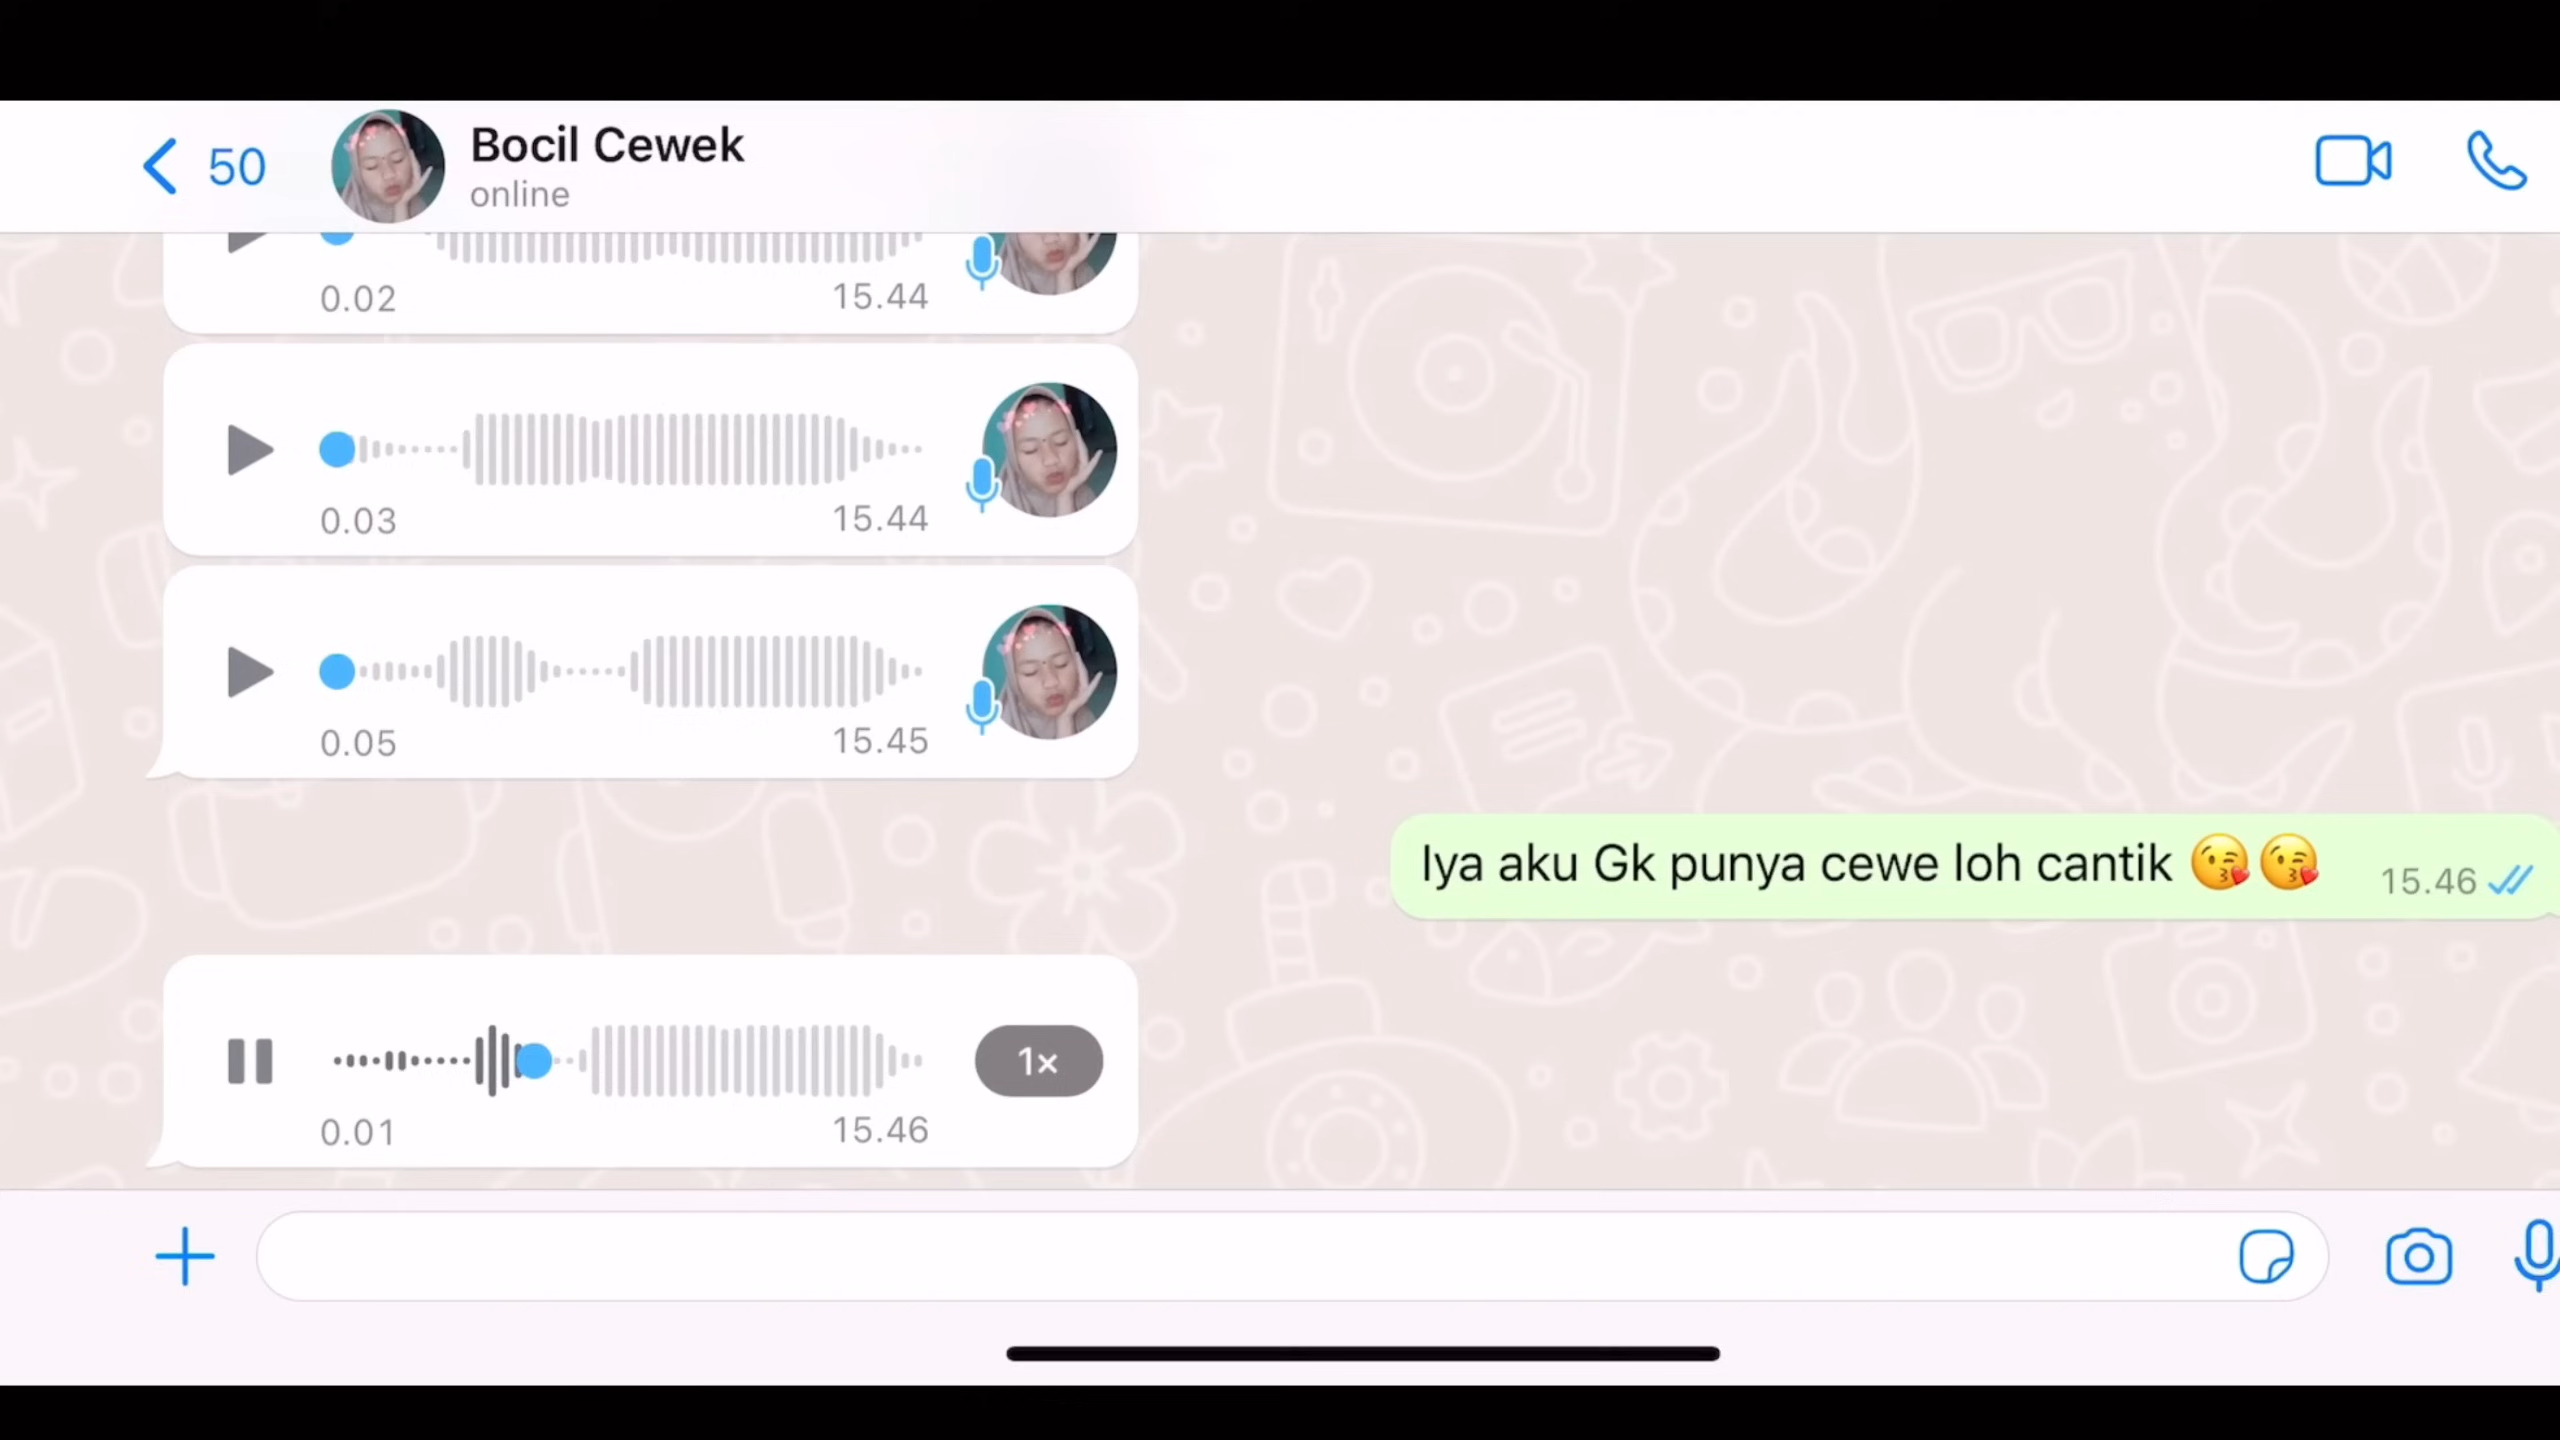 50
Bocil Cewek
online
0.02 15.44
0.03 15.44
0.05 15.45
Iya aku Gk punya cewe loh cantik 😘😘 15.46
1×
0.01 15.46